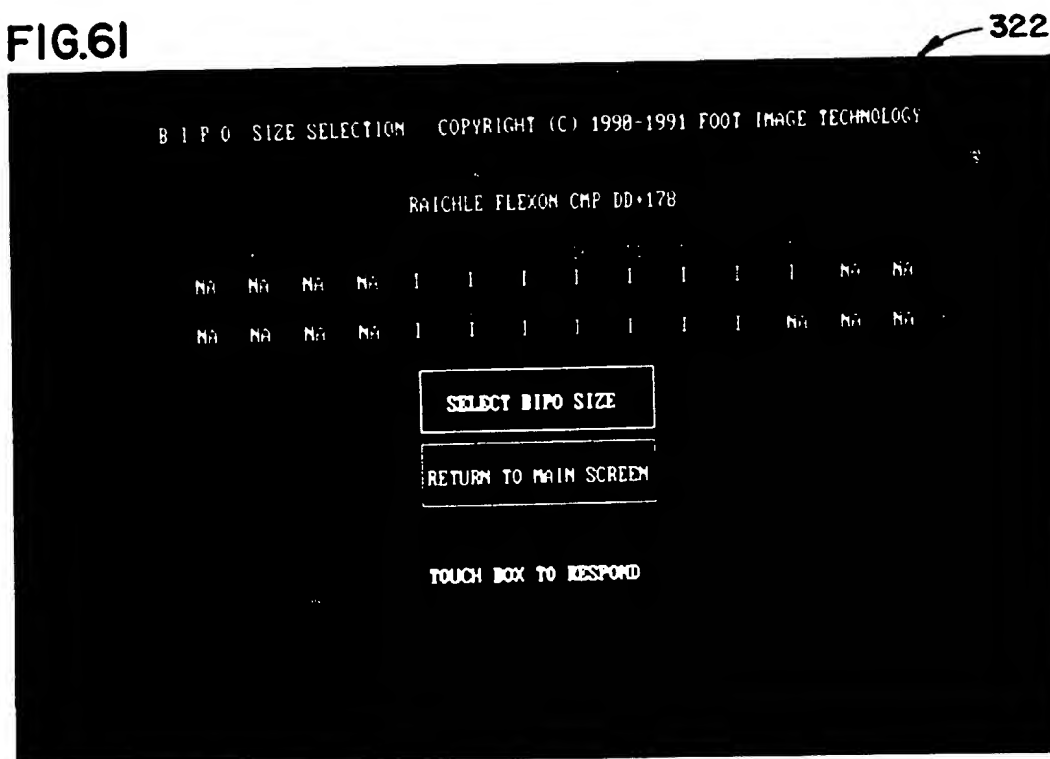 FIG.61
322
B I P O SIZE SELECTION COPYRIGHT (C) 1990-1991 FOOT IMAGE TECHNOLOGY
RAICHLE FLEXON CMP DD+178
NA NA NA NA I I I I I I I I NA NA
NA NA NA NA I I I I I I I NA NA NA
SELECT BIPO SIZE
RETURN TO MAIN SCREEN
TOUCH BOX TO RESPOND